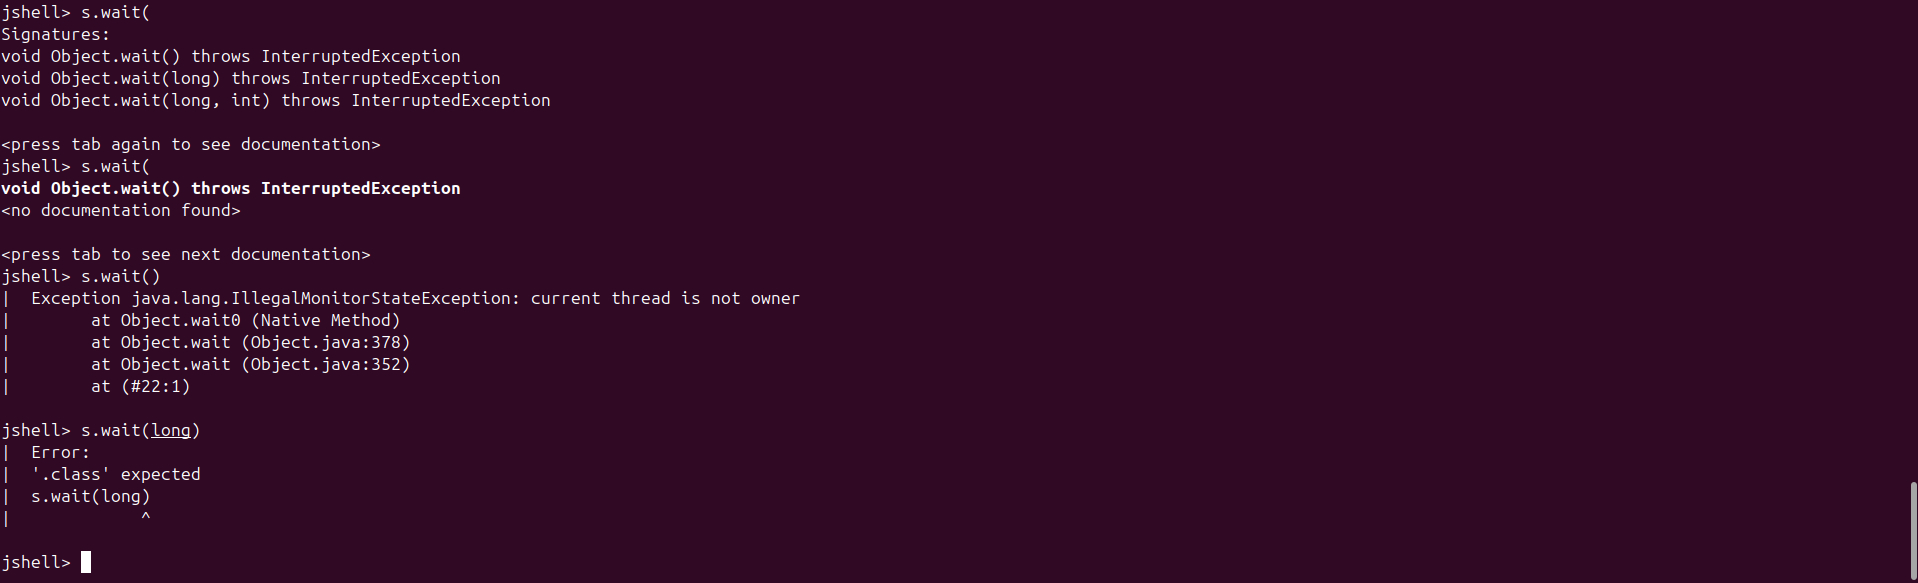 jshell> s.wait(
Signatures:
void Object.wait() throws InterruptedException
void Object.wait(long) throws InterruptedException
void Object.wait(long, int) throws InterruptedException

<press tab again to see documentation>
jshell> s.wait(
void Object.wait() throws InterruptedException
<no documentation found>

<press tab to see next documentation>
jshell> s.wait()
|  Exception java.lang.IllegalMonitorStateException: current thread is not owner
|        at Object.wait0 (Native Method)
|        at Object.wait (Object.java:378)
|        at Object.wait (Object.java:352)
|        at (#22:1)

jshell> s.wait(long)
|  Error:
|  '.class' expected
|  s.wait(long)
|             ^

jshell>